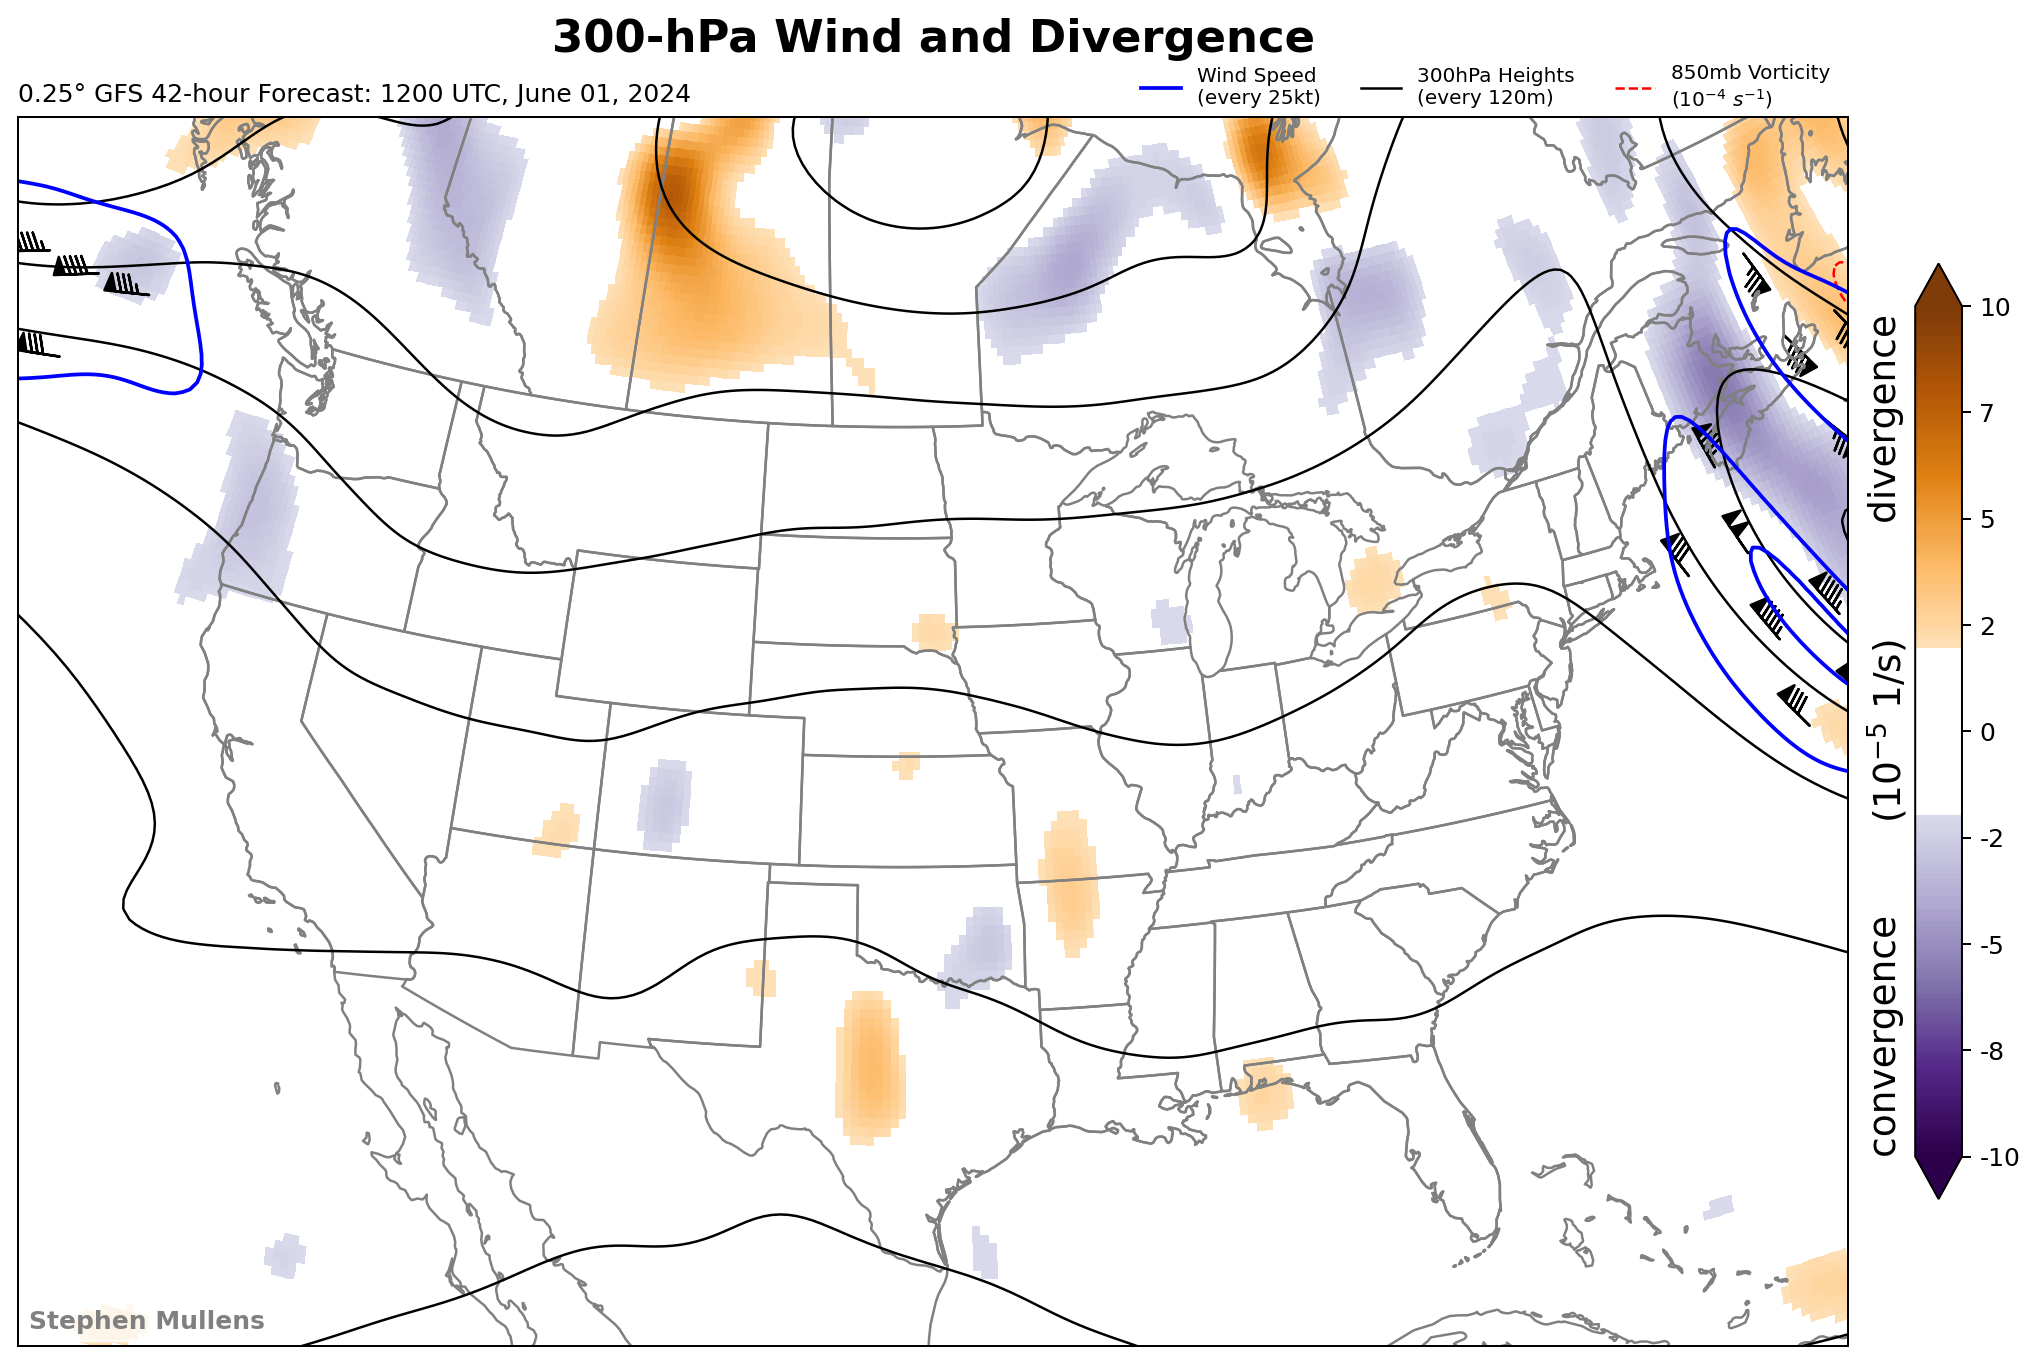 300-hPa Wind and Divergence
0.25° GFS 42-hour Forecast: 1200 UTC, June 01, 2024
Wind Speed
(every 25kt)
300hPa Heights
(every 120m)
850mb Vorticity
(10⁻⁴ s⁻¹)
10
7
5
2
0
-2
-5
-8
-10
convergence (10⁻⁵ 1/s) divergence
Stephen Mullens